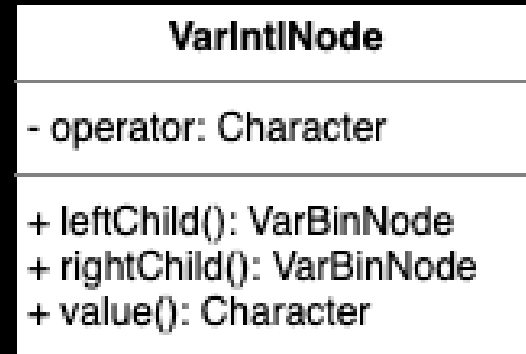 VarIntlNode
- operator: Character
+ leftChild(): VarBinNode
+ rightChild(): VarBinNode
+ value(): Character